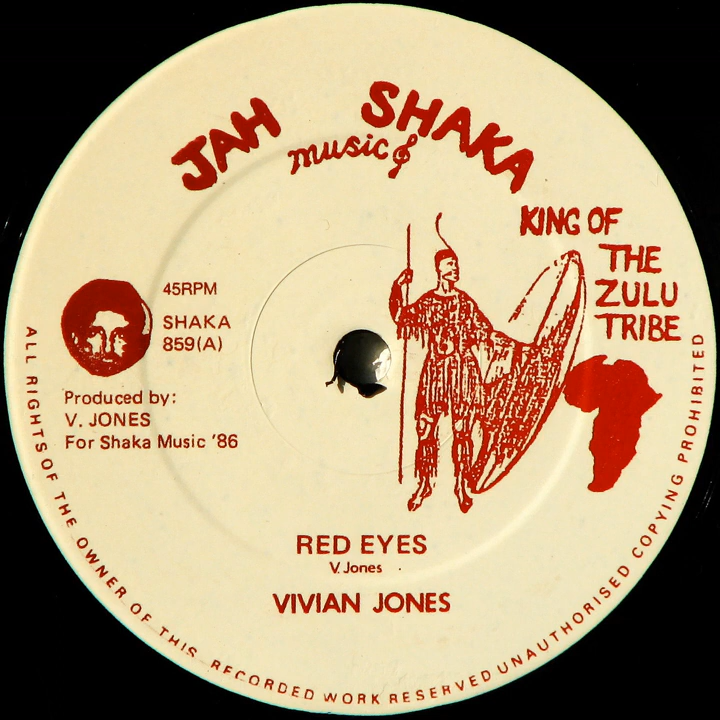 JAH SHAKA
music
KING OF
THE
ZULU
TRIBE
45RPM
SHAKA
859(A)
Produced by:
V. JONES
For Shaka Music '86
RED EYES
V. Jones
VIVIAN JONES
ALL RIGHTS OF THE OWNER OF THIS RECORDED WORK RESERVED UNAUTHORISED COPYING PROHIBITED